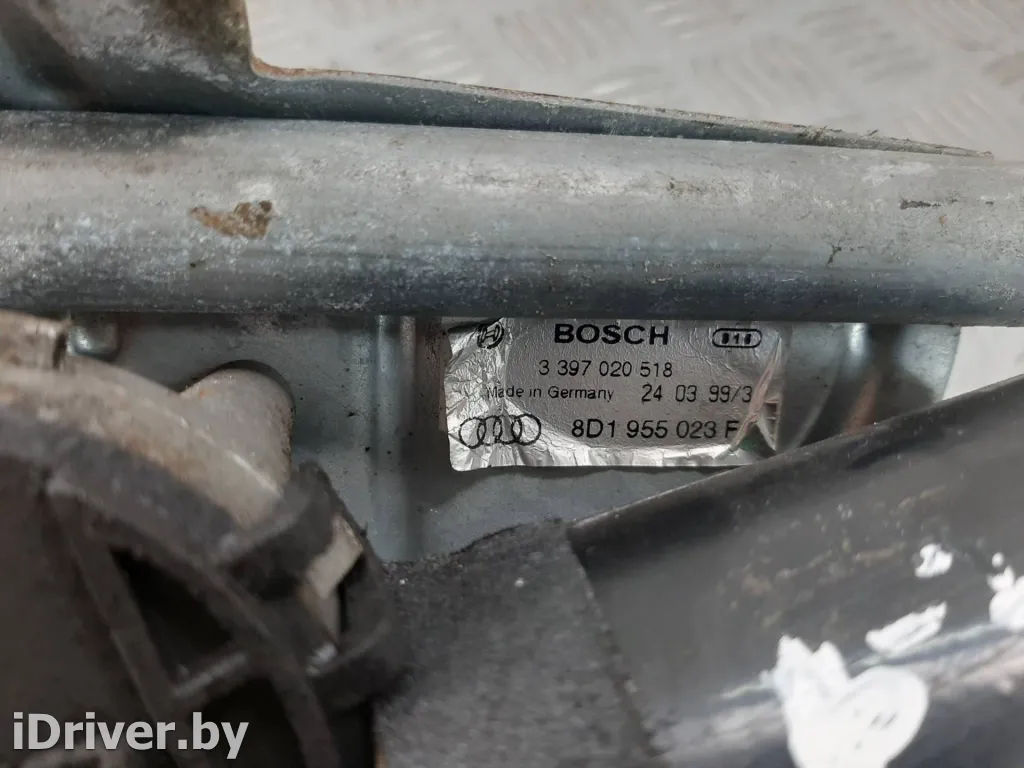 BOSCH
3 397 020 518
Made in Germany 24 03 99/3
8D1 955 023
iDriver.by